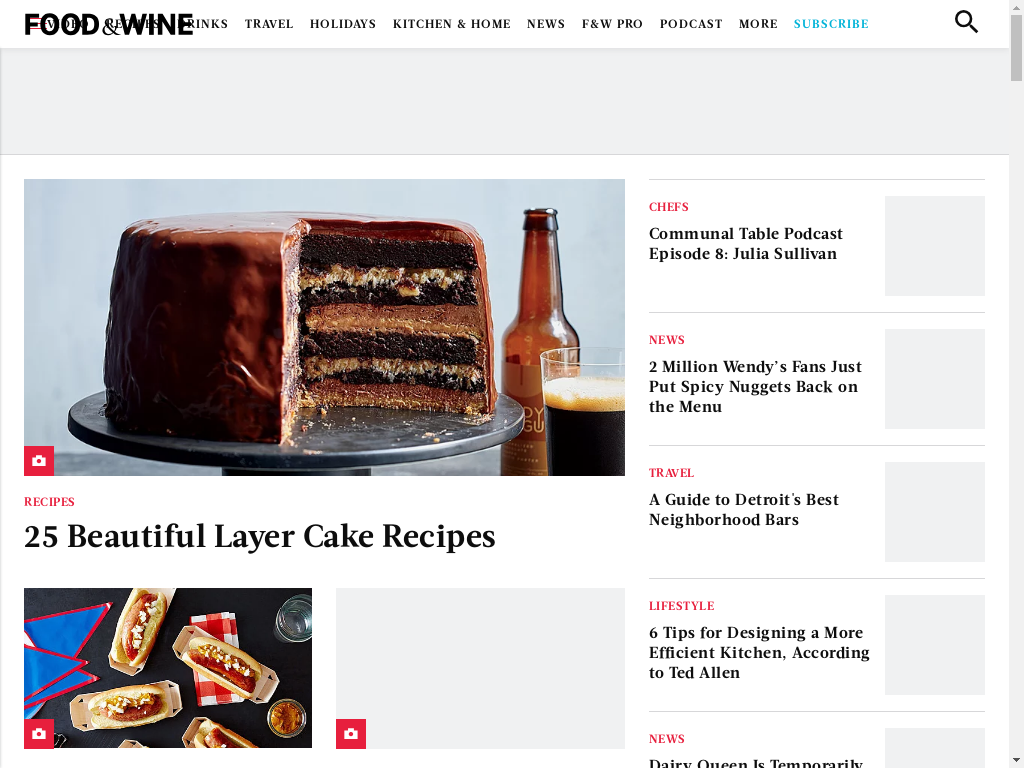 FOOD & WINE
VIDEO RECIPES DRINKS TRAVEL HOLIDAYS KITCHEN & HOME NEWS F&W PRO PODCAST MORE SUBSCRIBE
RECIPES
25 Beautiful Layer Cake Recipes
CHEFS
Communal Table Podcast
Episode 8: Julia Sullivan
NEWS
2 Million Wendy's Fans Just
Put Spicy Nuggets Back on
the Menu
TRAVEL
A Guide to Detroit's Best
Neighborhood Bars
LIFESTYLE
6 Tips for Designing a More
Efficient Kitchen, According
to Ted Allen
NEWS
Dairy Queen Is Temporarily